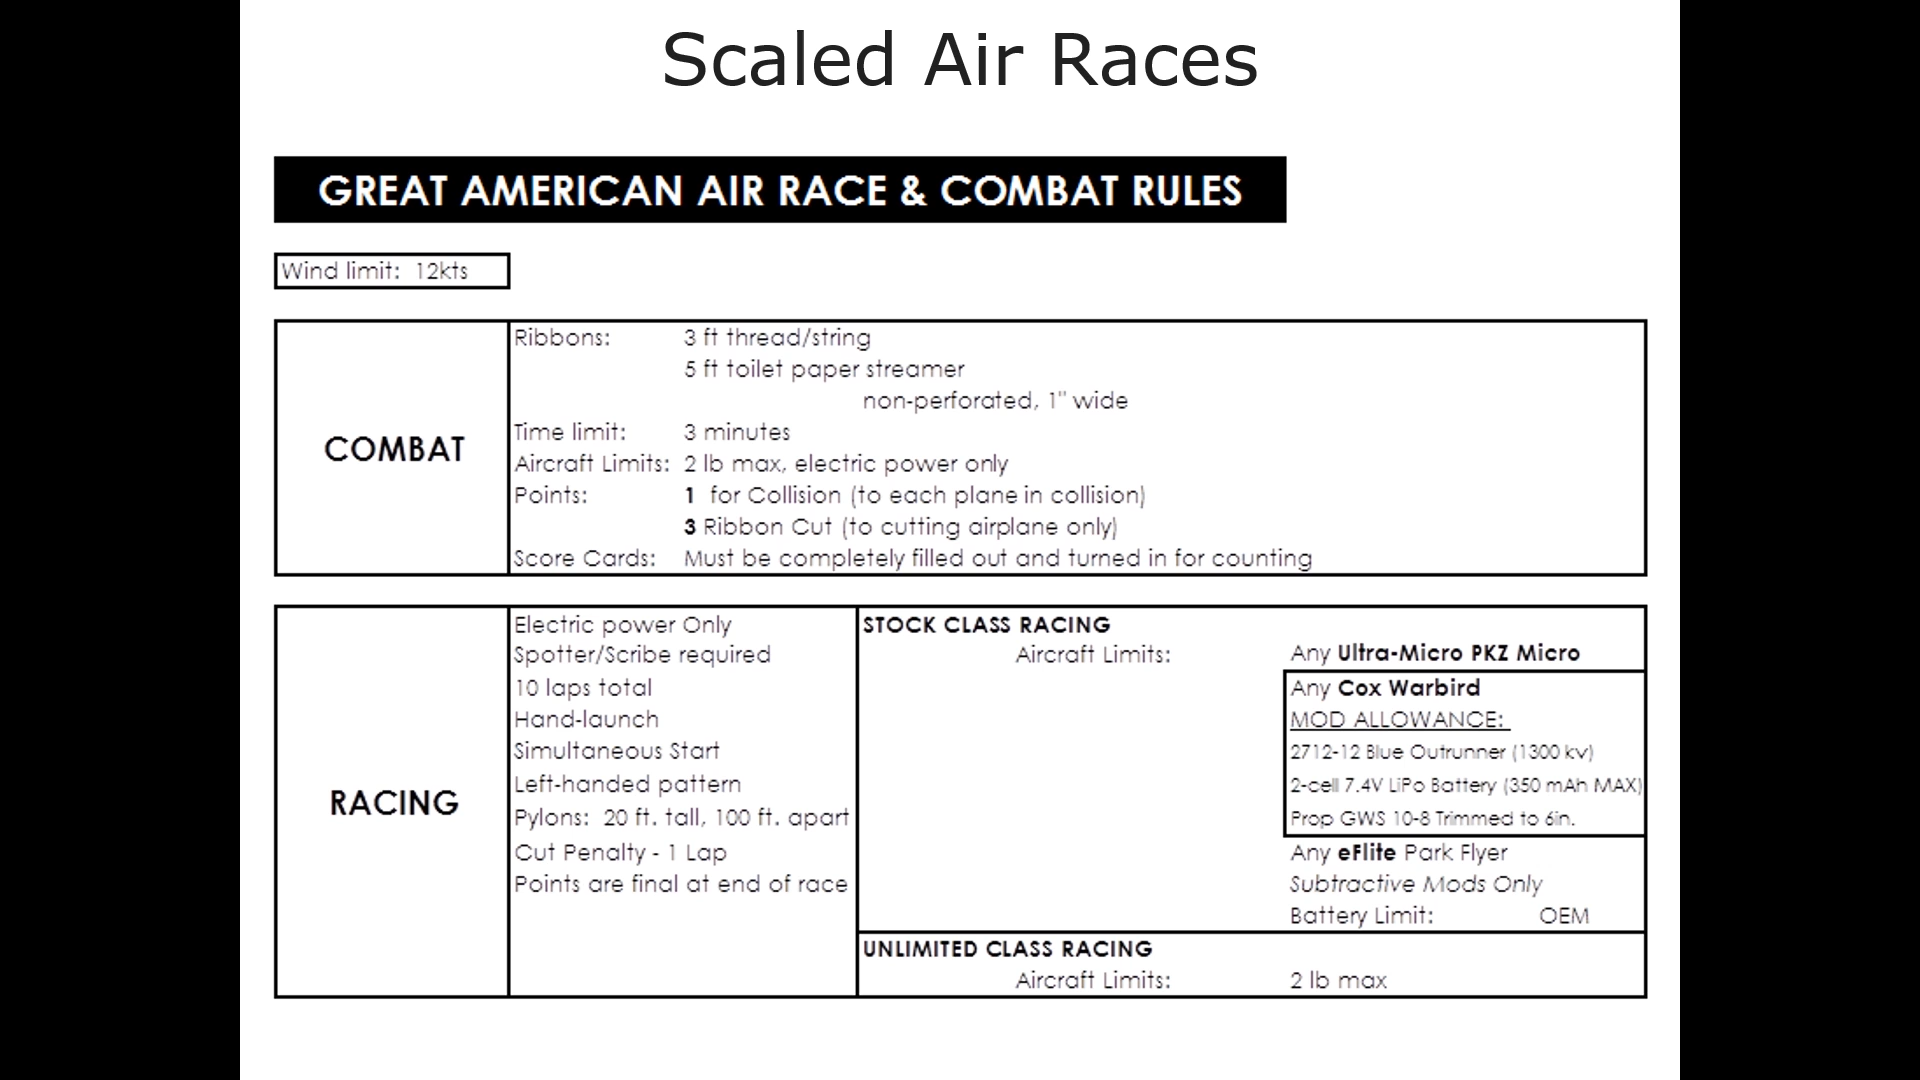 Scaled Air Races
GREAT AMERICAN AIR RACE & COMBAT RULES
Wind limit: 12kts
COMBAT
Ribbons: 3 ft thread/string
5 ft toilet paper streamer
non-perforated, 1" wide
Time limit: 3 minutes
Aircraft Limits: 2 lb max, electric power only
Points: 1 for Collision (to each plane in collision)
3 Ribbon Cut (to cutting airplane only)
Score Cards: Must be completely filled out and turned in for counting
RACING
Electric power Only
Spotter/Scribe required
10 laps total
Hand-launch
Simultaneous Start
Left-handed pattern
Pylons: 20 ft. tall, 100 ft. apart
Cut Penalty - 1 Lap
Points are final at end of race
STOCK CLASS RACING
Aircraft Limits: Any Ultra-Micro PKZ Micro
Any Cox Warbird
MOD ALLOWANCE:
2712-12 Blue Outrunner (1300 kv)
2-cell 7.4V LiPo Battery (350 mAh MAX)
Prop GWS 10-8 Trimmed to 6in.
Any eFlite Park Flyer
Subtractive Mods Only
Battery Limit: OEM
UNLIMITED CLASS RACING
Aircraft Limits: 2 lb max